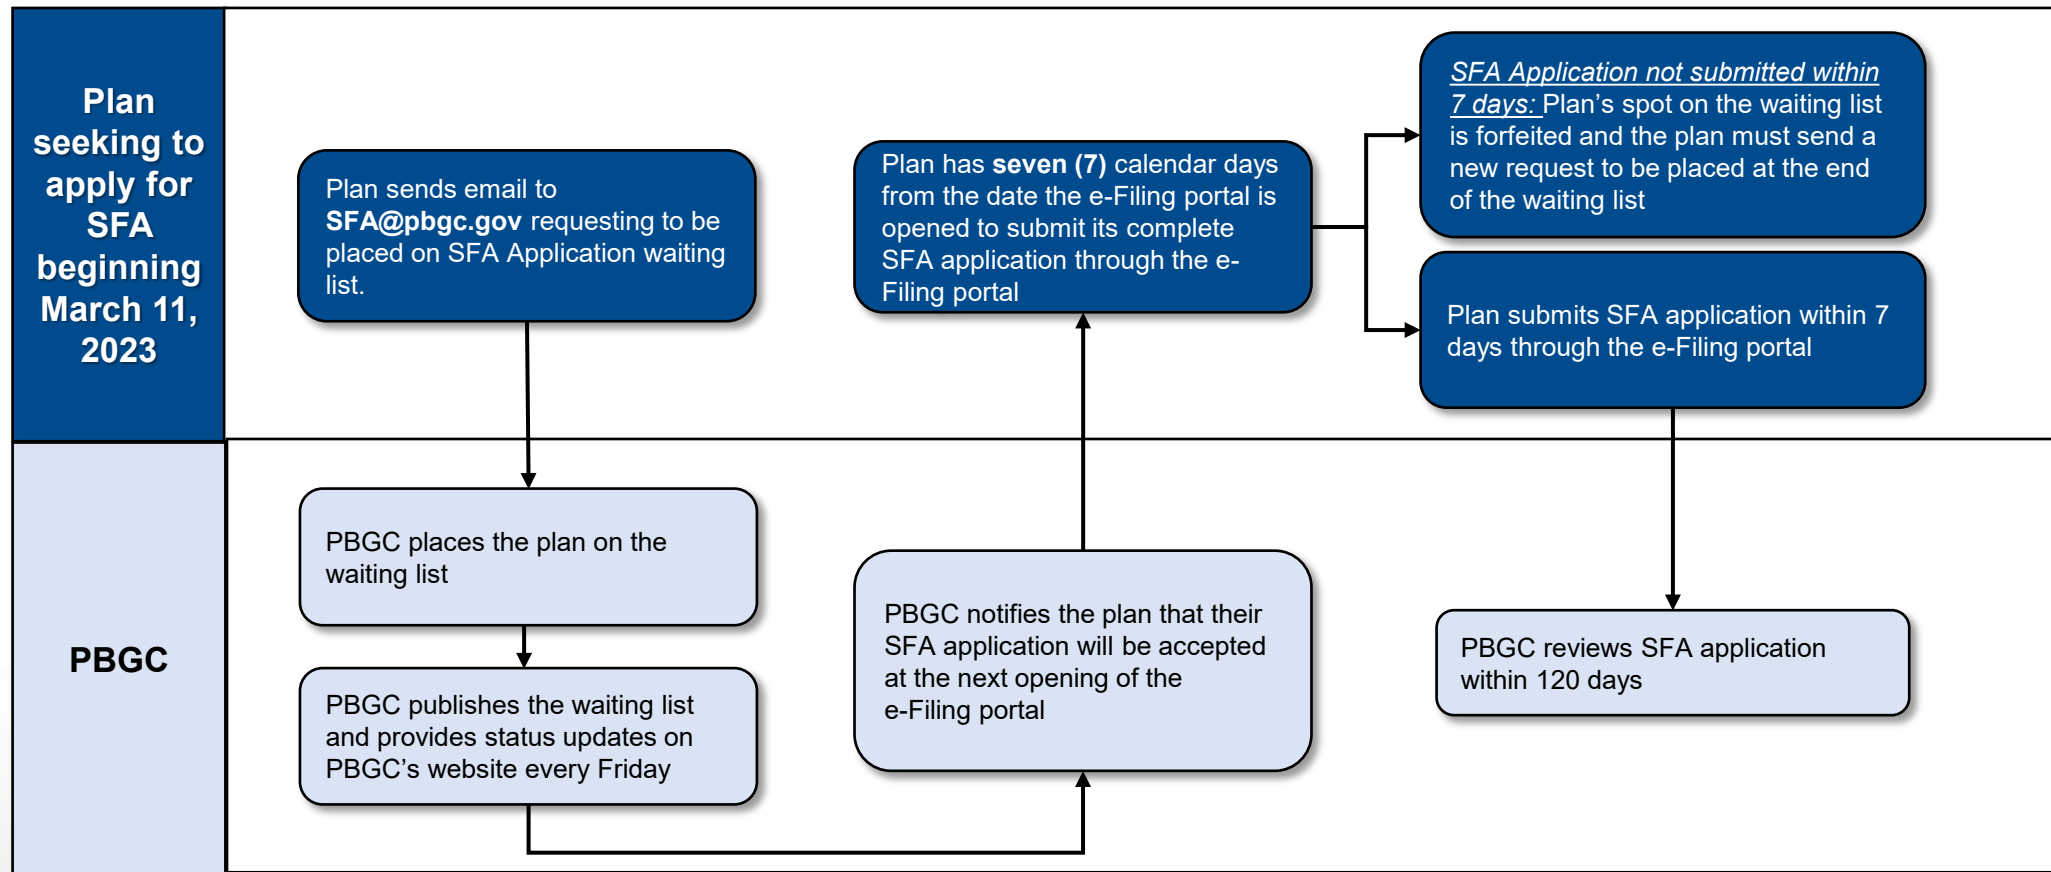 Plan
seeking to
apply for
SFA
beginning
March 11,
2023
Plan sends email to
SFA@pbgc.gov requesting to be
placed on SFA Application waiting
list.
Plan has seven (7) calendar days
from the date the e-Filing portal is
opened to submit its complete
SFA application through the e-
Filing portal
SFA Application not submitted within
7 days: Plan’s spot on the waiting list
is forfeited and the plan must send a
new request to be placed at the end
of the waiting list
Plan submits SFA application within 7
days through the e-Filing portal
PBGC
PBGC places the plan on the
waiting list
PBGC publishes the waiting list
and provides status updates on
PBGC’s website every Friday
PBGC notifies the plan that their
SFA application will be accepted
at the next opening of the
e-Filing portal
PBGC reviews SFA application
within 120 days